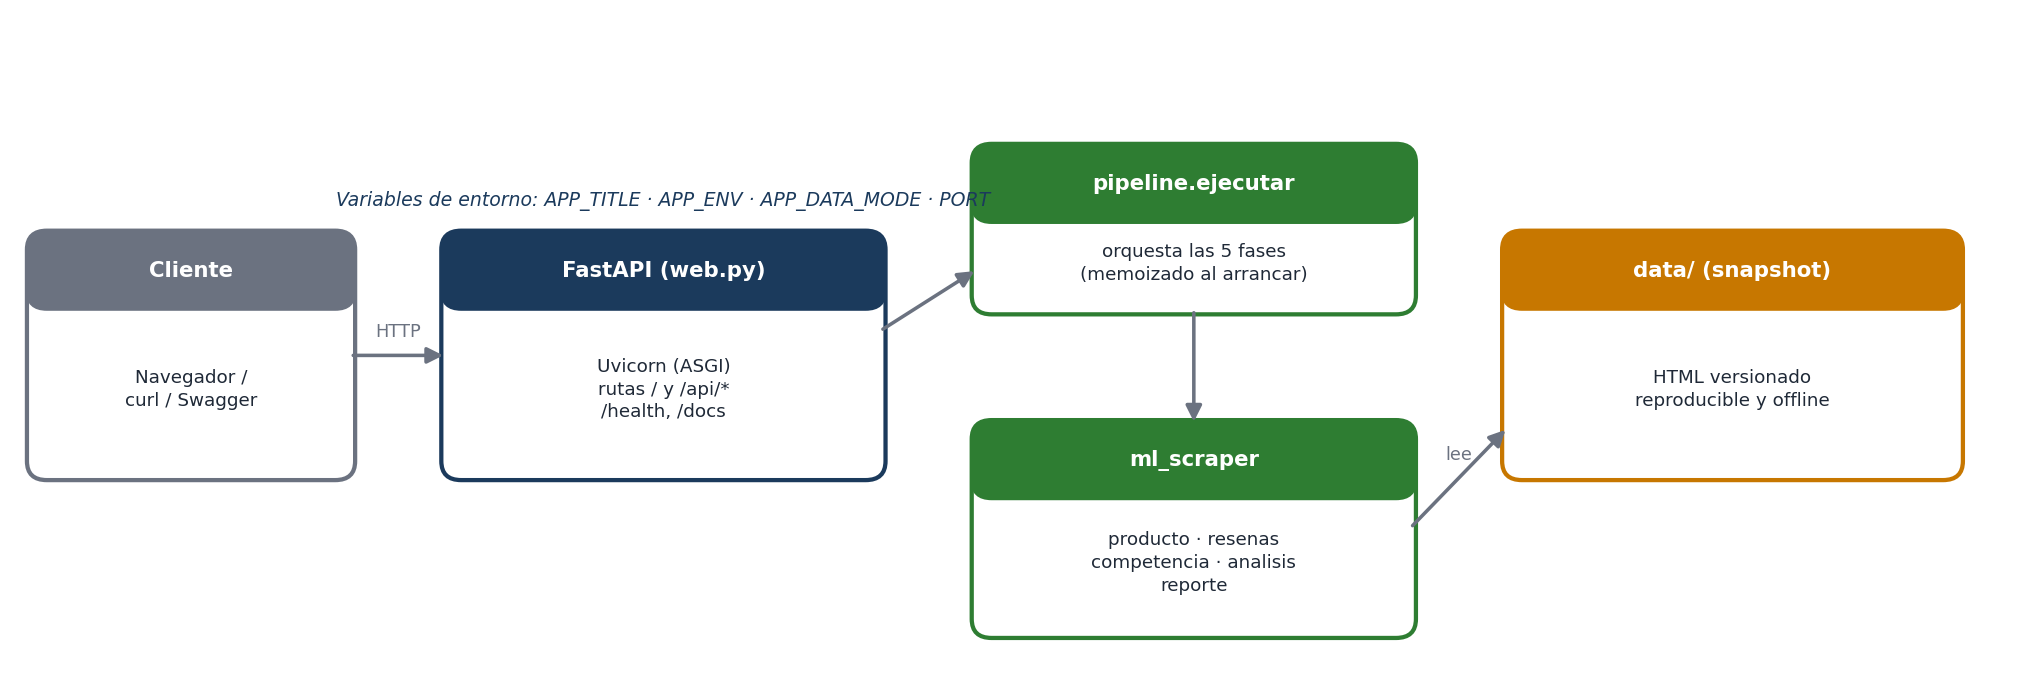 Variables de entorno: APP_TITLE · APP_ENV · APP_DATA_MODE · PORT
Cliente
Navegador /
curl / Swagger
HTTP
FastAPI (web.py)
Uvicorn (ASGI)
rutas / y /api/*
/health, /docs
pipeline.ejecutar
orquesta las 5 fases
(memoizado al arrancar)
ml_scraper
producto · resenas
competencia · analisis
reporte
lee
data/ (snapshot)
HTML versionado
reproducible y offline